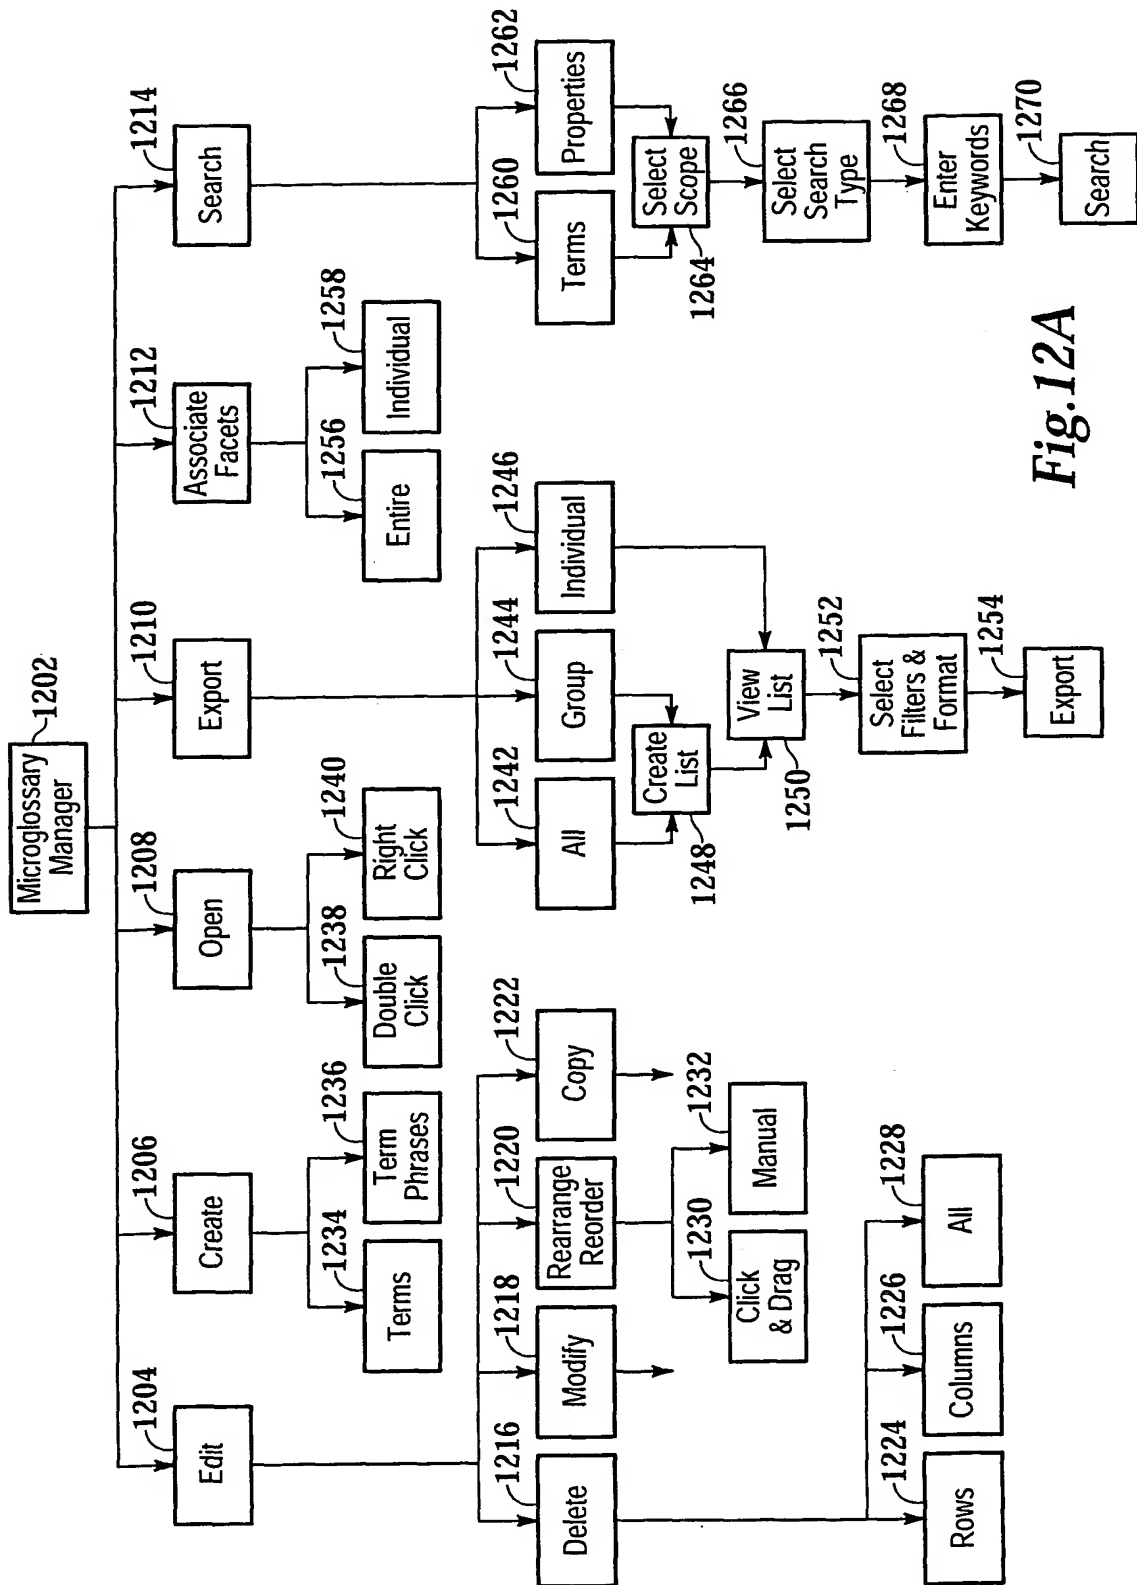 Microglossary
Manager
1202
Edit
1204
Create
1206
Open
1208
Export
1210
Associate
Facets
1212
Search
1214
Terms
1234
Term
Phrases
1236
Double
Click
1238
Right
Click
1240
Entire
1256
Individual
1258
Delete
1216
Modify
1218
Rearrange
Reorder
1220
Copy
1222
All
1242
Group
1244
Individual
1246
Terms
1260
Properties
1262
Create
List
1248
Select
Scope
1264
Click
& Drag
1230
Manual
1232
View
List
1250
Select
Search
Type
1266
Rows
1224
Columns
1226
All
1228
Select
Filters &
Format
1252
Enter
Keywords
1268
Export
1254
Search
1270
Fig.12A